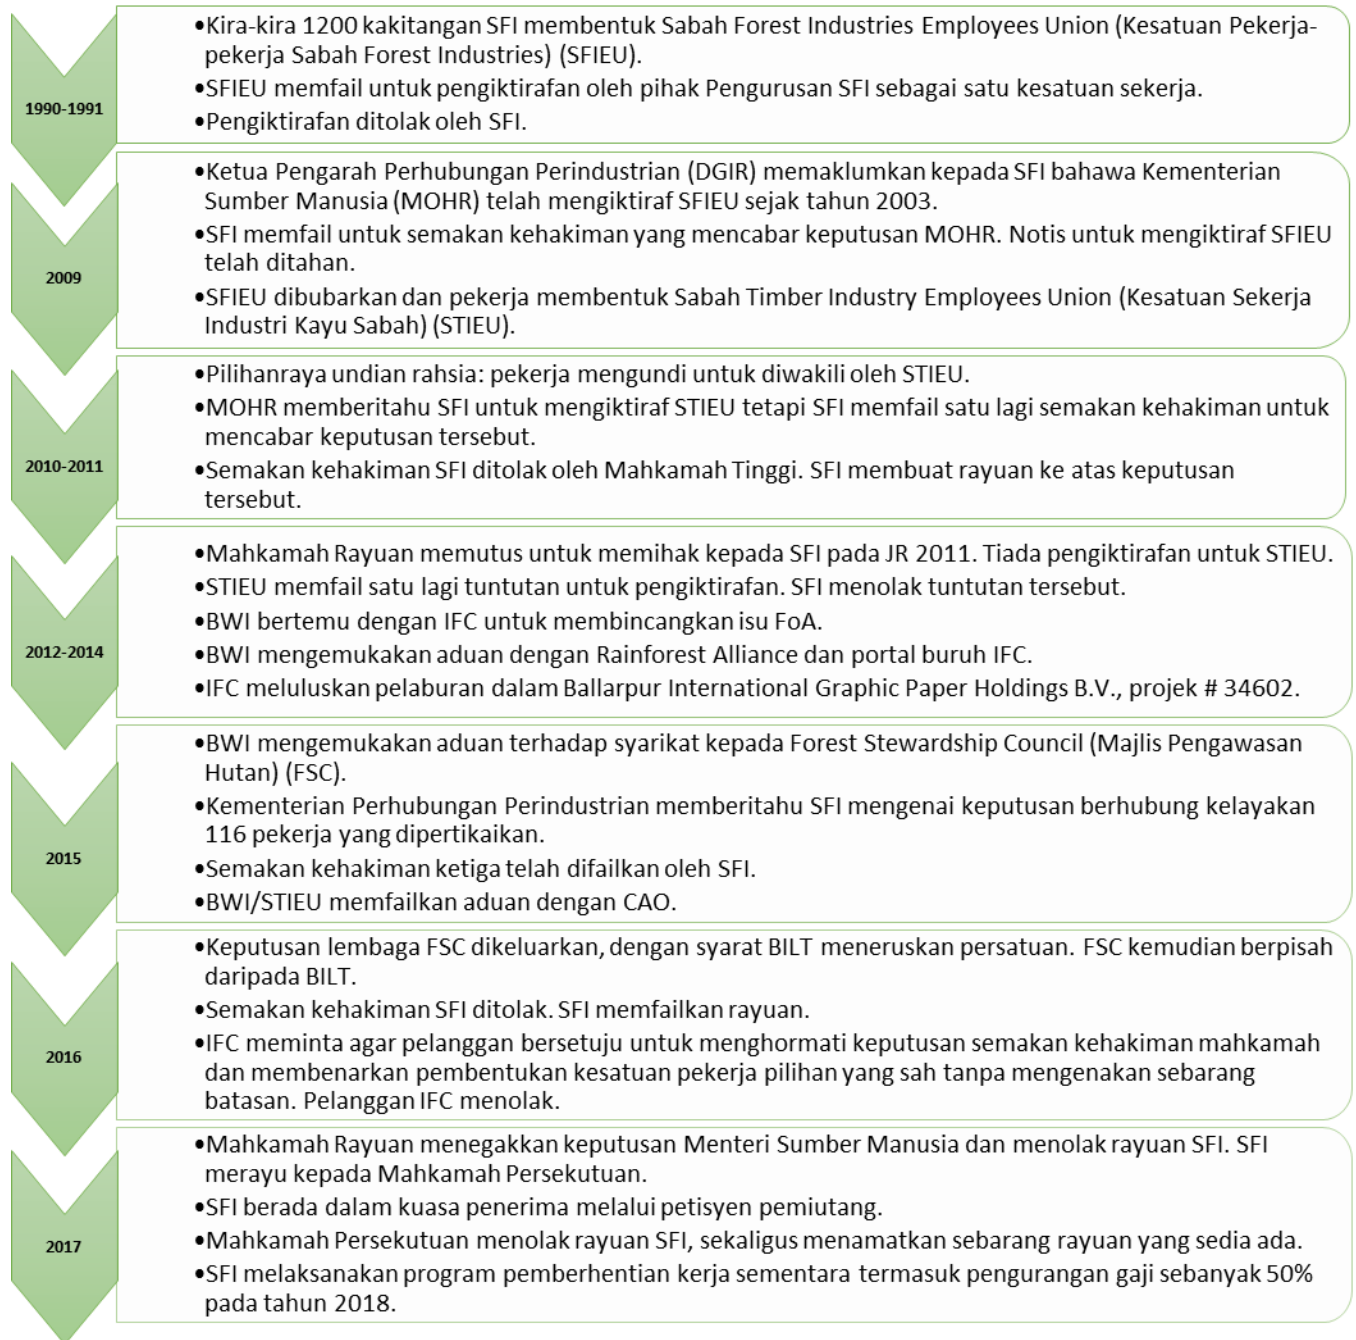 1990-1991
•Kira-kira 1200 kakitangan SFI membentuk Sabah Forest Industries Employees Union (Kesatuan Pekerja-
pekerja Sabah Forest Industries) (SFIEU).
•SFIEU memfail untuk pengiktirafan oleh pihak Pengurusan SFI sebagai satu kesatuan sekerja.
•Pengiktirafan ditolak oleh SFI.
2009
•Ketua Pengarah Perhubungan Perindustrian (DGIR) memaklumkan kepada SFI bahawa Kementerian
Sumber Manusia (MOHR) telah mengiktiraf SFIEU sejak tahun 2003.
•SFI memfail untuk semakan kehakiman yang mencabar keputusan MOHR. Notis untuk mengiktiraf SFIEU
telah ditahan.
•SFIEU dibubarkan dan pekerja membentuk Sabah Timber Industry Employees Union (Kesatuan Sekerja
Industri Kayu Sabah) (STIEU).
2010-2011
•Pilihanraya undian rahsia: pekerja mengundi untuk diwakili oleh STIEU.
•MOHR memberitahu SFI untuk mengiktiraf STIEU tetapi SFI memfail satu lagi semakan kehakiman untuk
mencabar keputusan tersebut.
•Semakan kehakiman SFI ditolak oleh Mahkamah Tinggi. SFI membuat rayuan ke atas keputusan
tersebut.
2012-2014
•Mahkamah Rayuan memutus untuk memihak kepada SFI pada JR 2011. Tiada pengiktirafan untuk STIEU.
•STIEU memfail satu lagi tuntutan untuk pengiktirafan. SFI menolak tuntutan tersebut.
•BWI bertemu dengan IFC untuk membincangkan isu FoA.
•BWI mengemukakan aduan dengan Rainforest Alliance dan portal buruh IFC.
•IFC meluluskan pelaburan dalam Ballarpur International Graphic Paper Holdings B.V., projek # 34602.
2015
•BWI mengemukakan aduan terhadap syarikat kepada Forest Stewardship Council (Majlis Pengawasan
Hutan) (FSC).
•Kementerian Perhubungan Perindustrian memberitahu SFI mengenai keputusan berhubung kelayakan
116 pekerja yang dipertikaikan.
•Semakan kehakiman ketiga telah difailkan oleh SFI.
•BWI/STIEU memfailkan aduan dengan CAO.
2016
•Keputusan lembaga FSC dikeluarkan, dengan syarat BILT meneruskan persatuan. FSC kemudian berpisah
daripada BILT.
•Semakan kehakiman SFI ditolak. SFI memfailkan rayuan.
•IFC meminta agar pelanggan bersetuju untuk menghormati keputusan semakan kehakiman mahkamah
dan membenarkan pembentukan kesatuan pekerja pilihan yang sah tanpa mengenakan sebarang
batasan. Pelanggan IFC menolak.
2017
•Mahkamah Rayuan menegakkan keputusan Menteri Sumber Manusia dan menolak rayuan SFI. SFI
merayu kepada Mahkamah Persekutuan.
•SFI berada dalam kuasa penerima melalui petisyen pemiutang.
•Mahkamah Persekutuan menolak rayuan SFI, sekaligus menamatkan sebarang rayuan yang sedia ada.
•SFI melaksanakan program pemberhentian kerja sementara termasuk pengurangan gaji sebanyak 50%
pada tahun 2018.